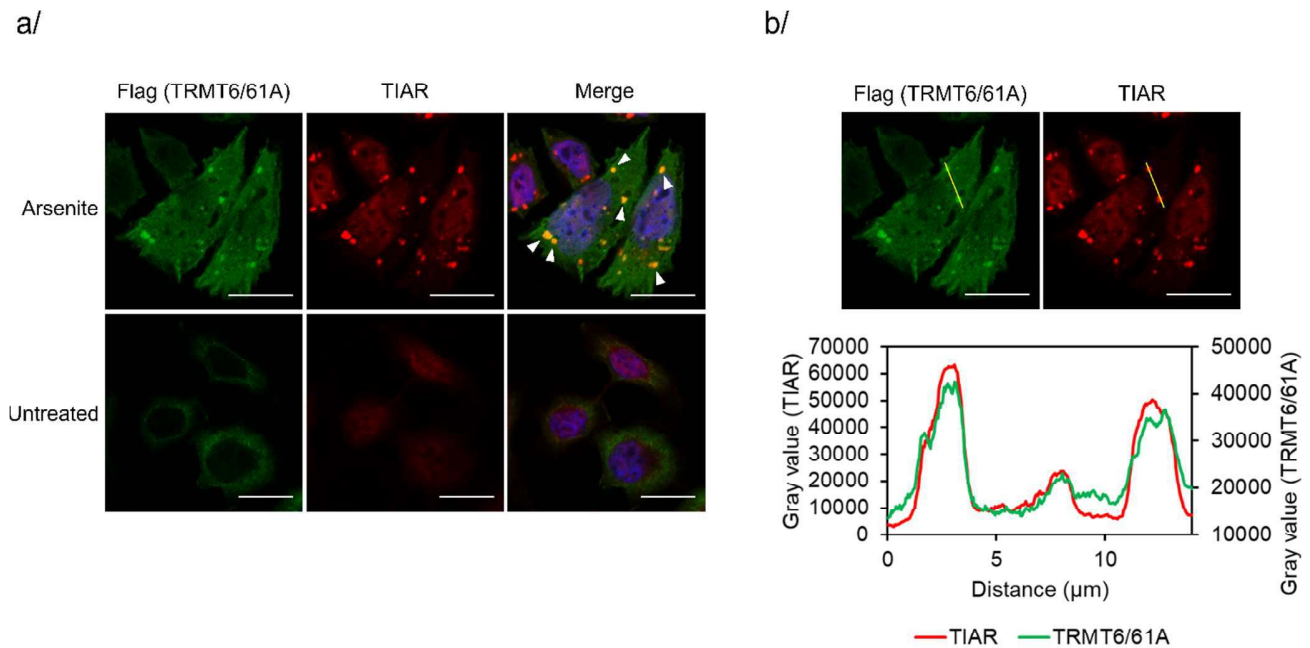 a/
Flag (TRMT6/61A) TIAR Merge
Arsenite
Untreated
b/
Flag (TRMT6/61A) TIAR
Gray value (TIAR)
70000
60000
50000
40000
30000
20000
10000
0
50000
40000
30000
20000
10000
Gray value (TRMT6/61A)
0 5 10
Distance (µm)
TIAR TRMT6/61A